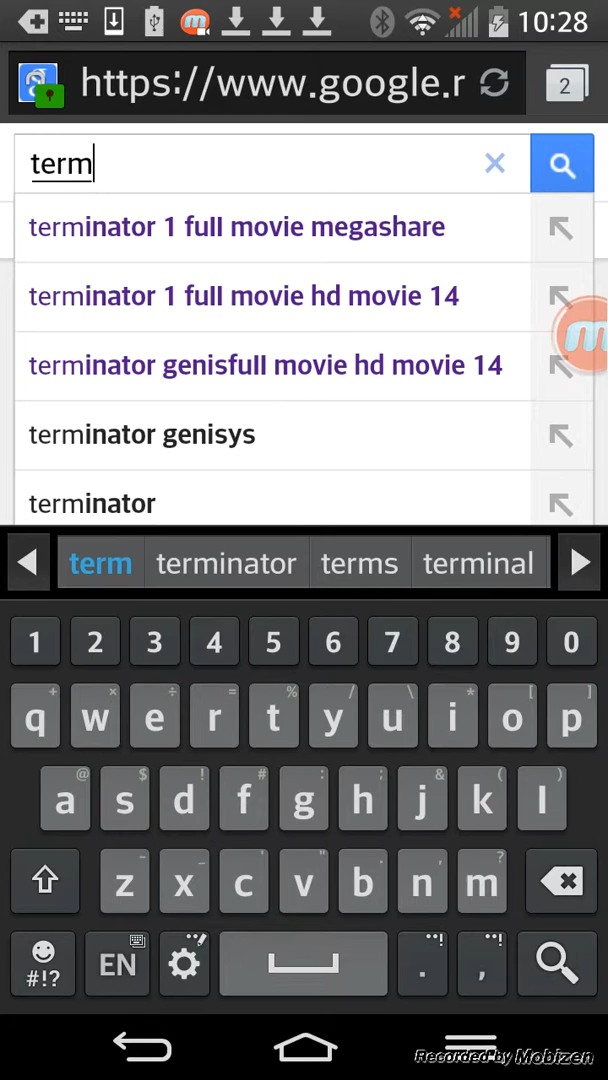 10:28
https://www.google.r
2
term
terminator 1 full movie megashare
terminator 1 full movie hd movie 14
terminator genisfull movie hd movie 14
terminator genisys
terminator
term terminator terms terminal
1 2 3 4 5 6 7 8 9 0
+ × ÷ = % / \ * [ ]
q w e r t y u i o p
@ $ ! # : ; & ( )
a s d f g h j k l
- _ ' " . , ?
z x c v b n m
#!? EN . ,
Recorded by Mobizen